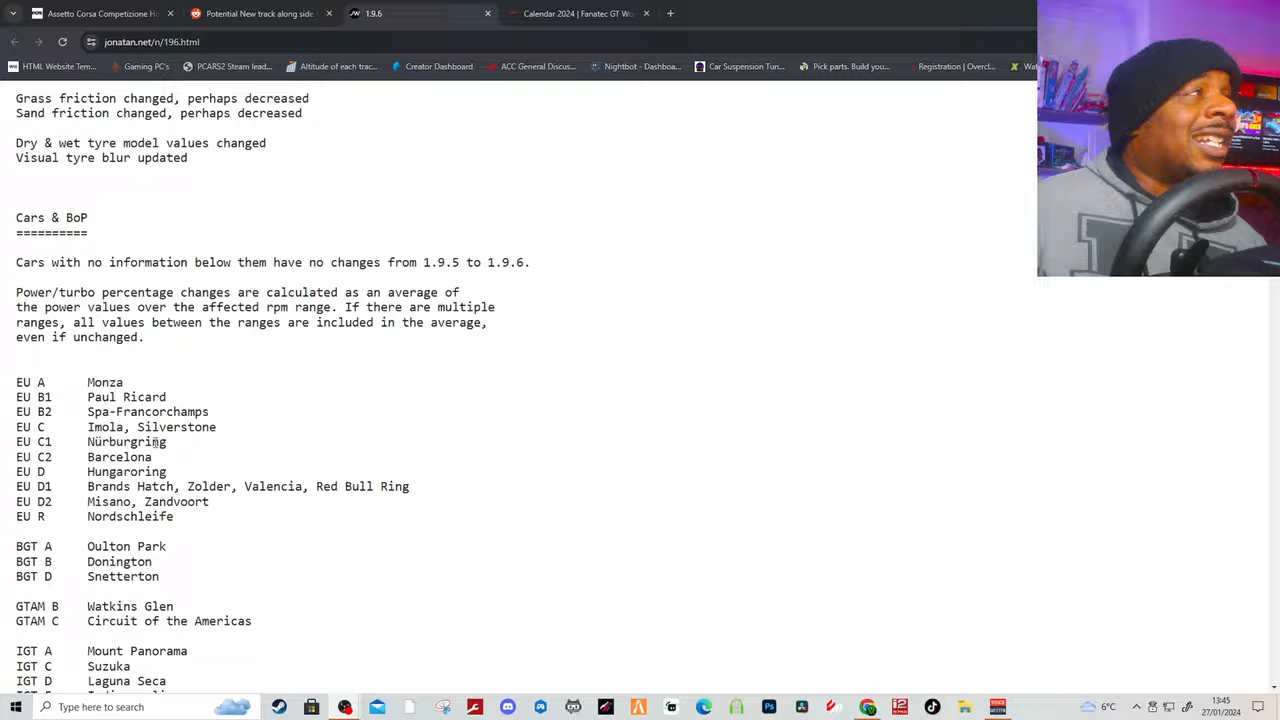 Assetto Corsa Competizione H
Potential New track along side
1.9.6
Calendar 2024 | Fanatec GT Wo
jonatan.net/n/196.html
HTML Website Tem...
Gaming PC's
PCARS2 Steam lead...
Altitude of each trac...
Creator Dashboard
ACC General Discus...
Nightbot - Dashboa...
Car Suspension Tun...
Pick parts. Build you...
Registration | Overcl...
Grass friction changed, perhaps decreased
Sand friction changed, perhaps decreased
Dry & wet tyre model values changed
Visual tyre blur updated
Cars & BoP
==========
Cars with no information below them have no changes from 1.9.5 to 1.9.6.
Power/turbo percentage changes are calculated as an average of
the power values over the affected rpm range. If there are multiple
ranges, all values between the ranges are included in the average,
even if unchanged.
EU A Monza
EU B1 Paul Ricard
EU B2 Spa-Francorchamps
EU C Imola, Silverstone
EU C1 Nürburgring
EU C2 Barcelona
EU D Hungaroring
EU D1 Brands Hatch, Zolder, Valencia, Red Bull Ring
EU D2 Misano, Zandvoort
EU R Nordschleife
BGT A Oulton Park
BGT B Donington
BGT D Snetterton
GTAM B Watkins Glen
GTAM C Circuit of the Americas
IGT A Mount Panorama
IGT C Suzuka
IGT D Laguna Seca
Type here to search
6°C
13:45
27/01/2024